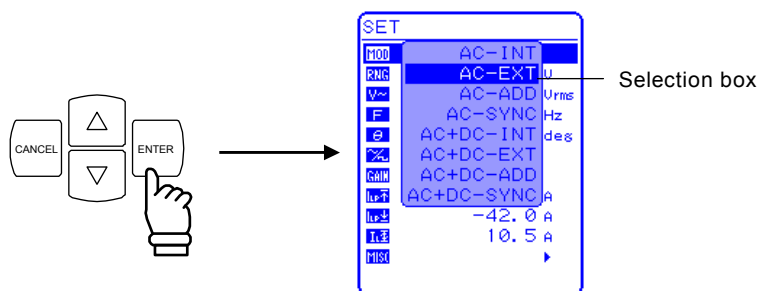 CANCEL
ENTER
SET
MOD AC-INT
RNG AC-EXT V
V~ AC-ADD Vrms
F AC-SYNC Hz
θ AC+DC-INT deg
AC+DC-EXT
GAIN AC+DC-ADD
AC+DC-SYNC A
-42.0 A
10.5 A
MISC
Selection box